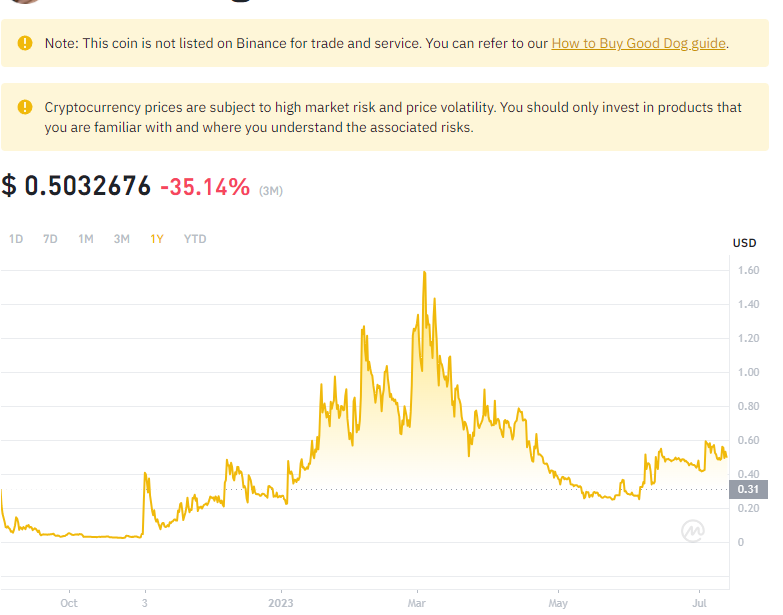 Note: This coin is not listed on Binance for trade and service. You can refer to our How to Buy Good Dog guide.
Cryptocurrency prices are subject to high market risk and price volatility. You should only invest in products that
you are familiar with and where you understand the associated risks.
$ 0.5032676 -35.14% (3M)
1D 7D 1M 3M 1Y YTD
USD
1.60
1.40
1.20
1.00
0.80
0.60
0.40
0.31
0.20
0
Oct 3 2023 Mar May Jul